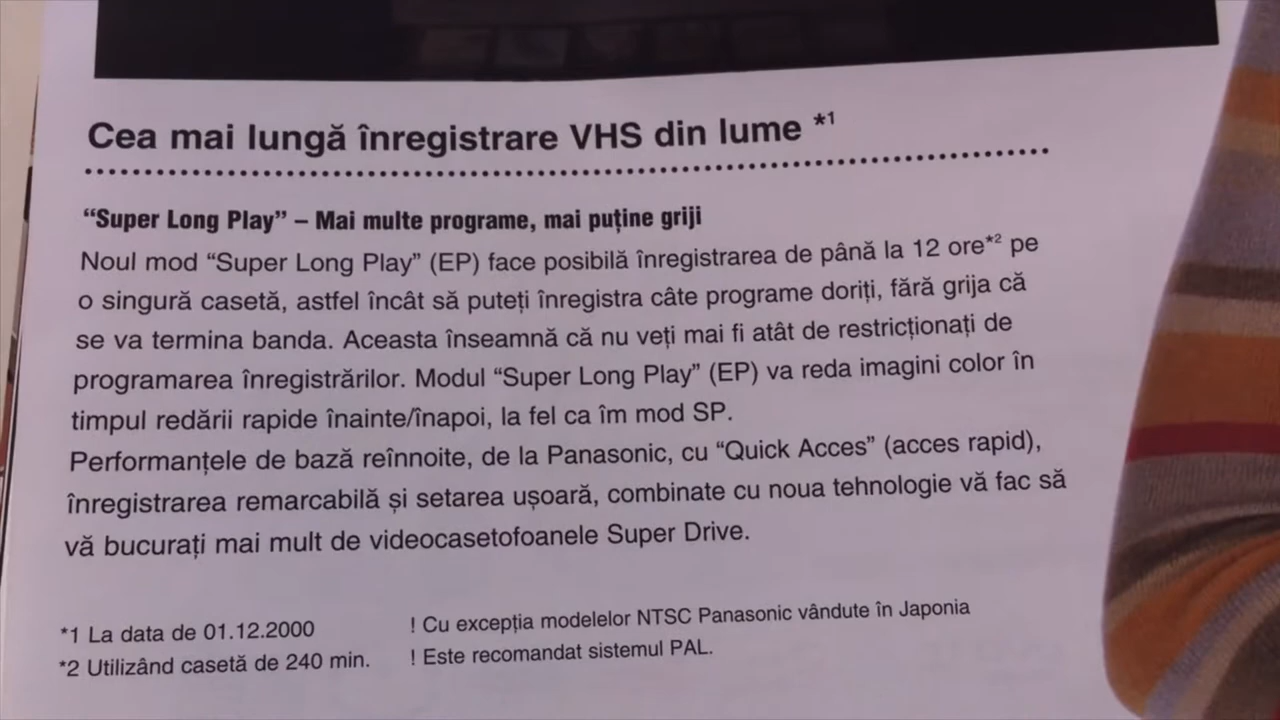 Cea mai lungă înregistrare VHS din lume *1
“Super Long Play” – Mai multe programe, mai puține griji
Noul mod “Super Long Play” (EP) face posibilă înregistrarea de până la 12 ore*2 pe
o singură casetă, astfel încât să puteți înregistra câte programe doriți, fără grija că
se va termina banda. Aceasta înseamnă că nu veți mai fi atât de restricționați de
programarea înregistrărilor. Modul “Super Long Play” (EP) va reda imagini color în
timpul redării rapide înainte/înapoi, la fel ca îm mod SP.
Performanțele de bază reînnoite, de la Panasonic, cu “Quick Acces” (acces rapid),
înregistrarea remarcabilă și setarea ușoară, combinate cu noua tehnologie vă fac să
vă bucurați mai mult de videocasetofoanele Super Drive.
*1 La data de 01.12.2000
*2 Utilizând casetă de 240 min.
! Cu excepția modelelor NTSC Panasonic vândute în Japonia
! Este recomandat sistemul PAL.